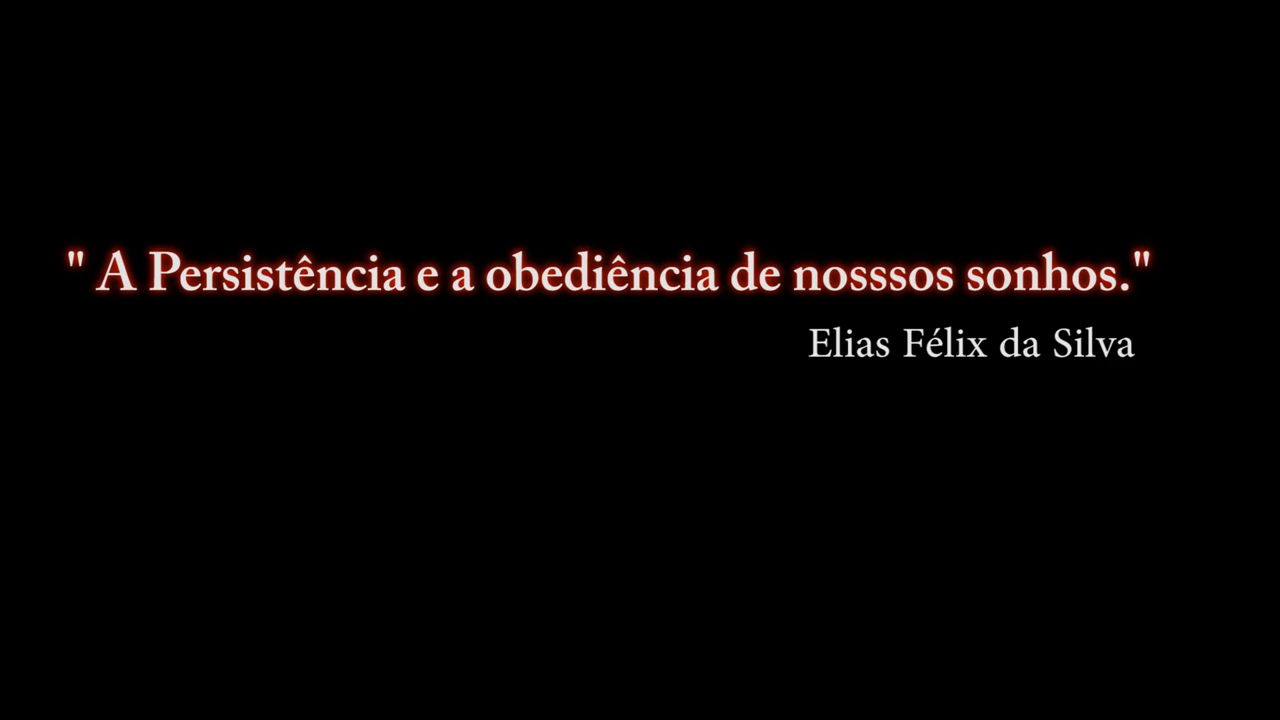 " A Persistência e a obediência de nosssos sonhos."
Elias Félix da Silva